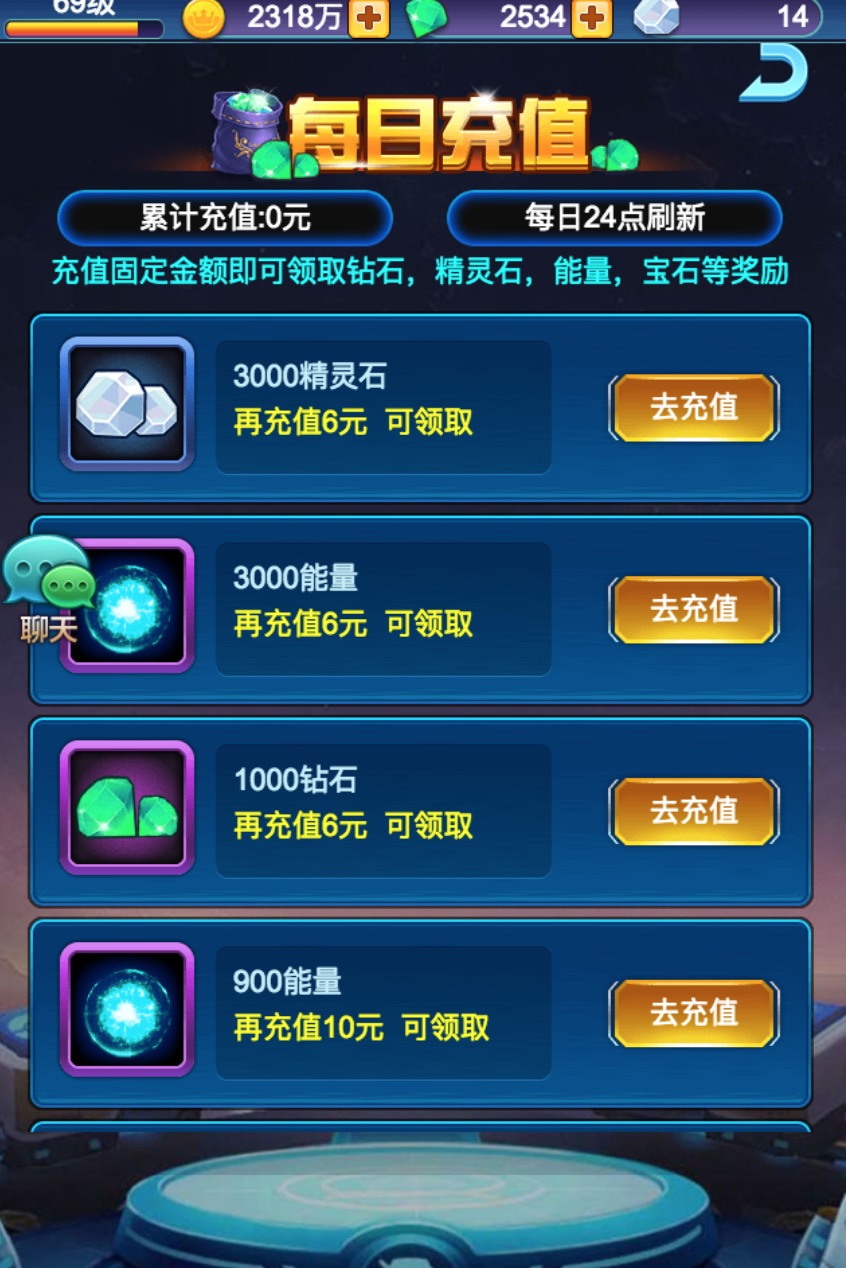 69级
2318万
2534
14
每日充值
累计充值:0元
每日24点刷新
充值固定金额即可领取钻石，精灵石，能量，宝石等奖励
3000精灵石
再充值6元 可领取
去充值
3000能量
再充值6元 可领取
去充值
聊天
1000钻石
再充值6元 可领取
去充值
900能量
再充值10元 可领取
去充值